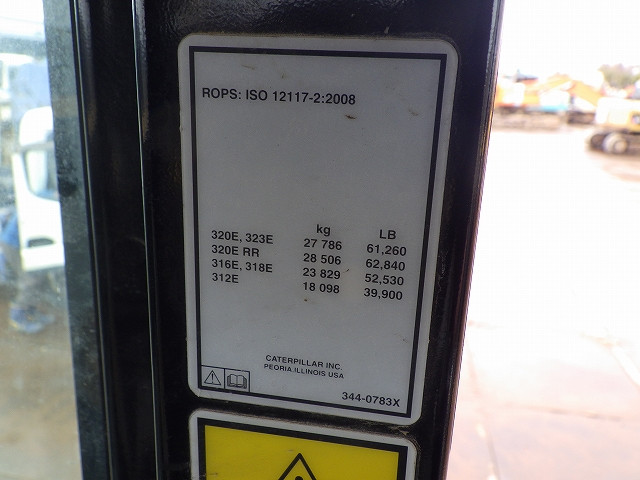 ROPS: ISO 12117-2:2008
kg LB
320E, 323E 27 786 61,260
320E RR 28 506 62,840
316E, 318E 23 829 52,530
312E 18 098 39,900
CATERPILLAR INC.
PEORIA.ILLINOIS USA
344-0783X